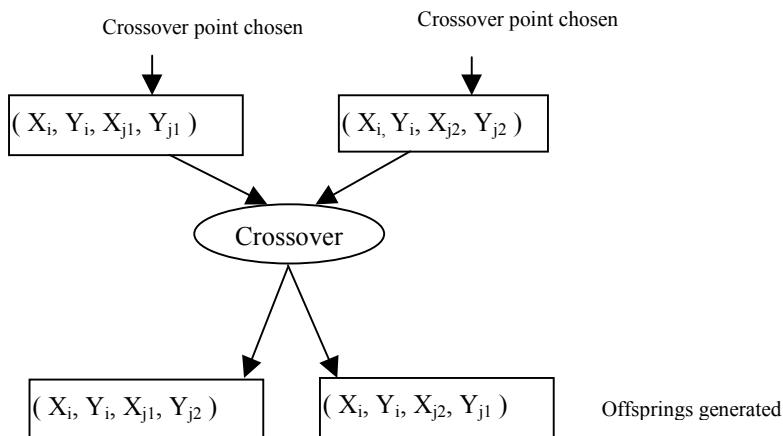 Crossover point chosen
Crossover point chosen
( Xi, Yi, Xj1, Yj1 )
( Xi, Yi, Xj2, Yj2 )
Crossover
( Xi, Yi, Xj1, Yj2 )
( Xi, Yi, Xj2, Yj1 )
Offsprings generated